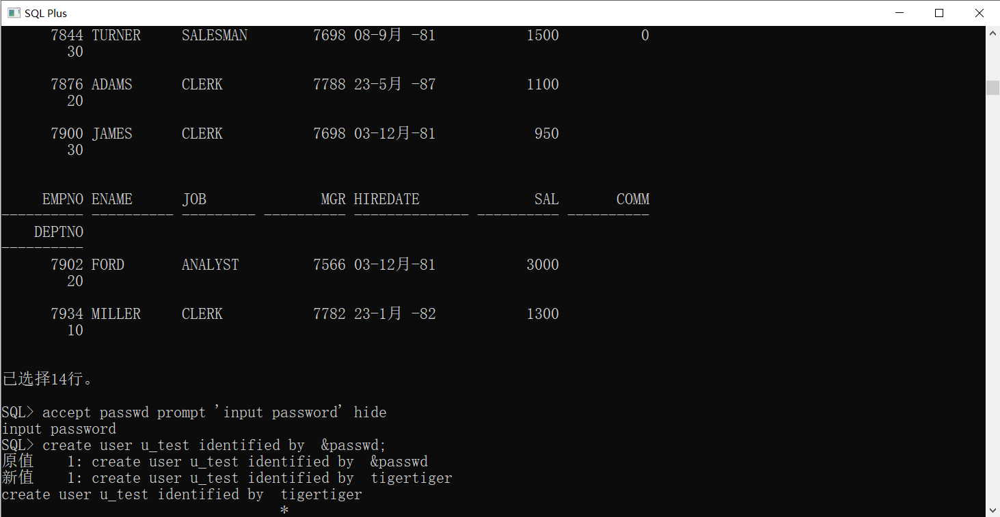 SQL Plus
7844 TURNER     SALESMAN        7698 08-9月 -81           1500          0
30
7876 ADAMS      CLERK           7788 23-5月 -87           1100
20
7900 JAMES      CLERK           7698 03-12月-81            950
30
EMPNO ENAME      JOB              MGR HIREDATE              SAL       COMM
---------- ---------- --------- ---------- -------------- ---------- ----------
DEPTNO
----------
7902 FORD       ANALYST         7566 03-12月-81           3000
20
7934 MILLER     CLERK           7782 23-1月 -82           1300
10
已选择14行。
SQL> accept passwd prompt 'input password' hide
input password
SQL> create user u_test identified by  &passwd;
原值    1: create user u_test identified by  &passwd
新值    1: create user u_test identified by  tigertiger
create user u_test identified by  tigertiger
*